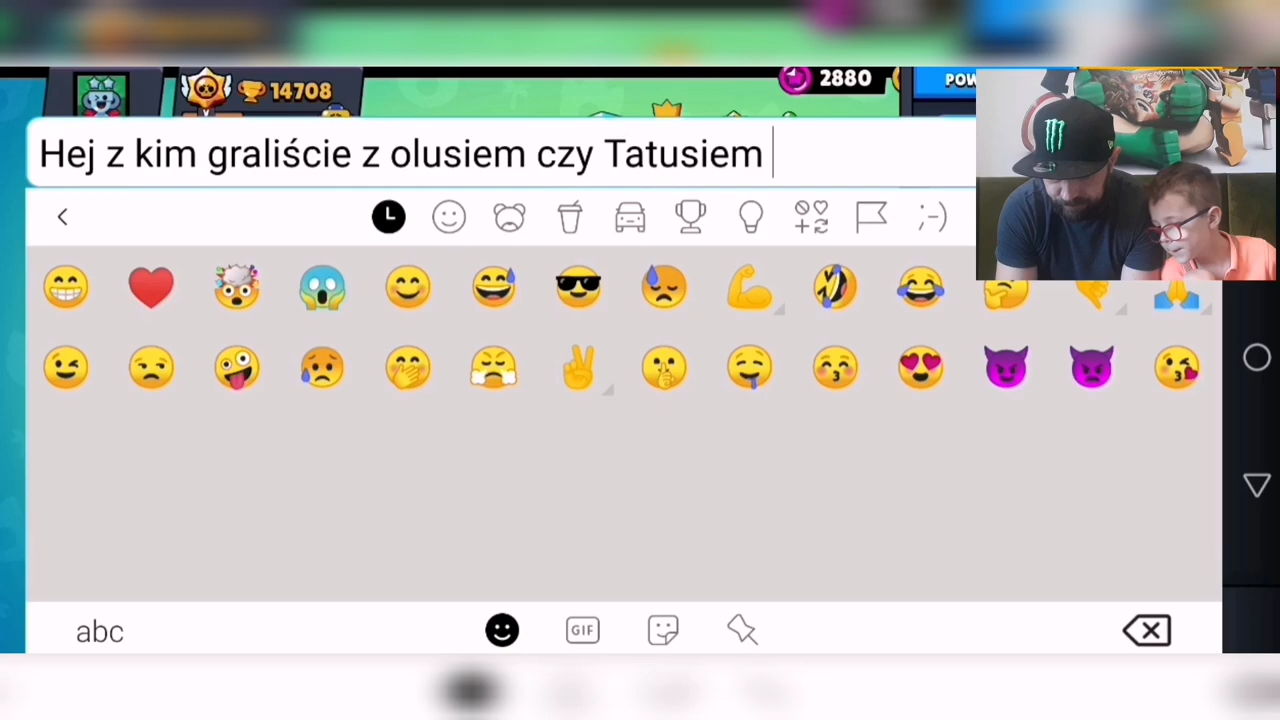 14708
2880
POW
Hej z kim graliście z olusiem czy Tatusiem
;-)
GIF
abc